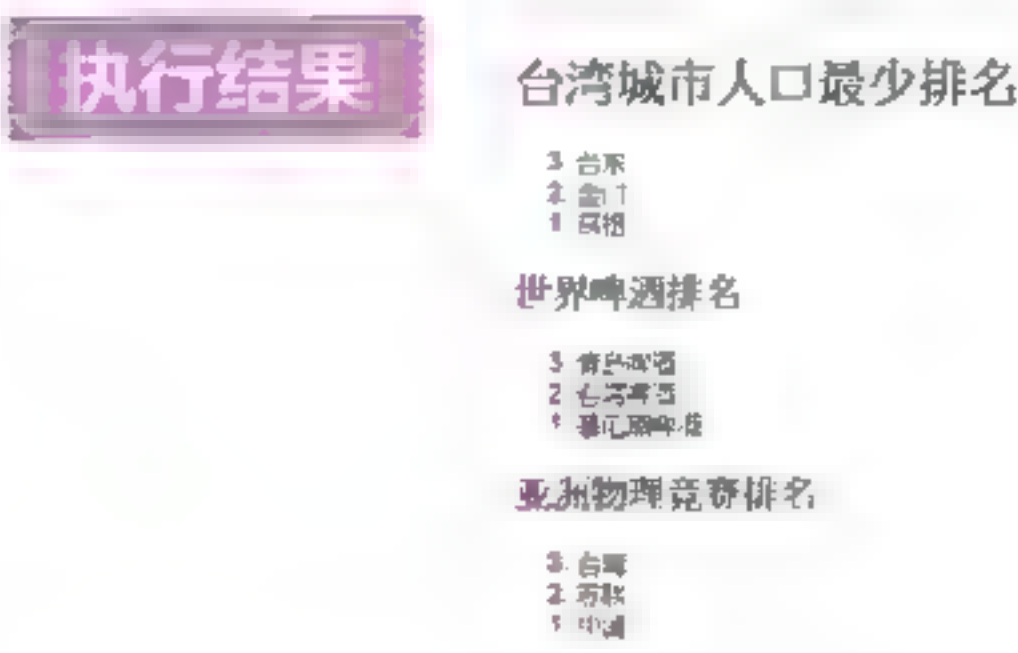 执行结果
台湾城市人口最少排名
3 台东
2 金门
1
世界啤酒排名
3 青岛啤酒
2 台湾啤酒
亚洲物理竞赛排名
3 台湾
2 苏联
1 中国